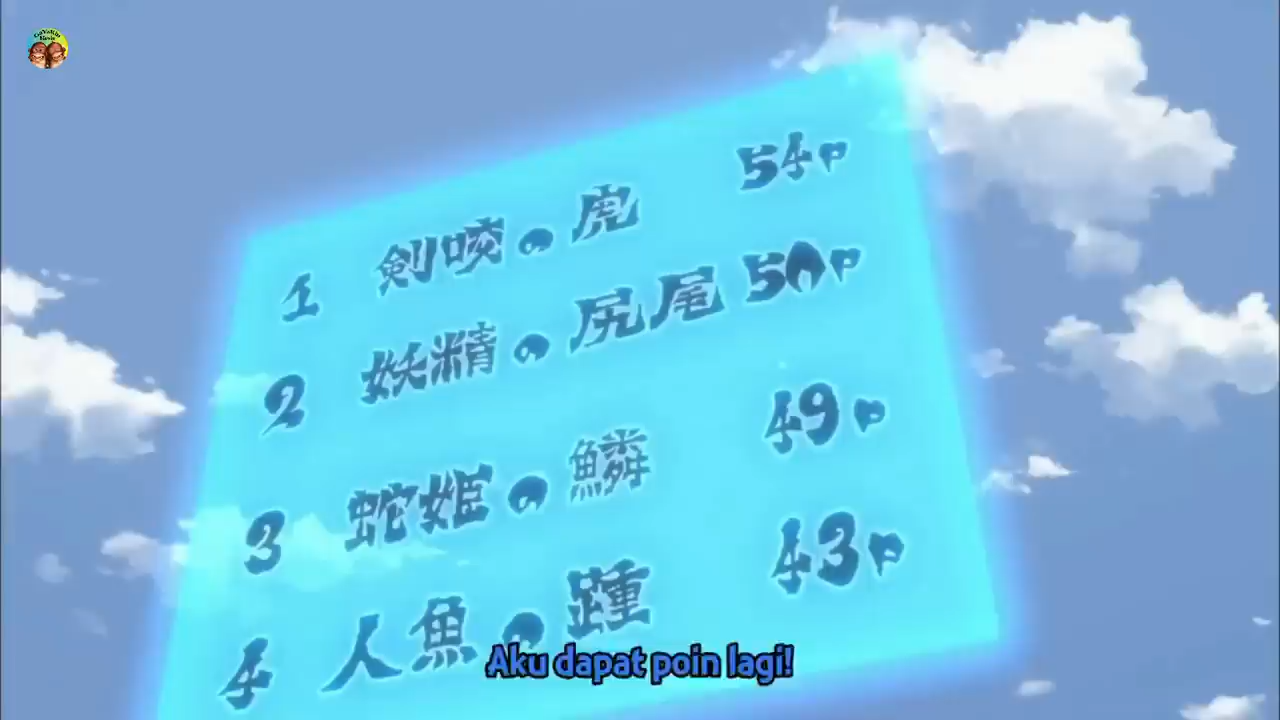 1 剣咬の虎 54P
2 妖精の尻尾 50P
3 蛇姫の鱗 49P
4 人魚の踵 43P
Aku dapat poin lagi!